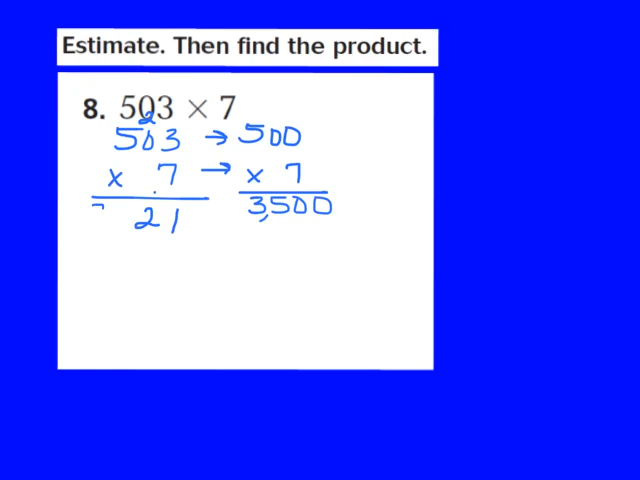 Estimate. Then find the product.
8. 503 × 7
2
503 → 500
x 7 → x 7
21 3,500